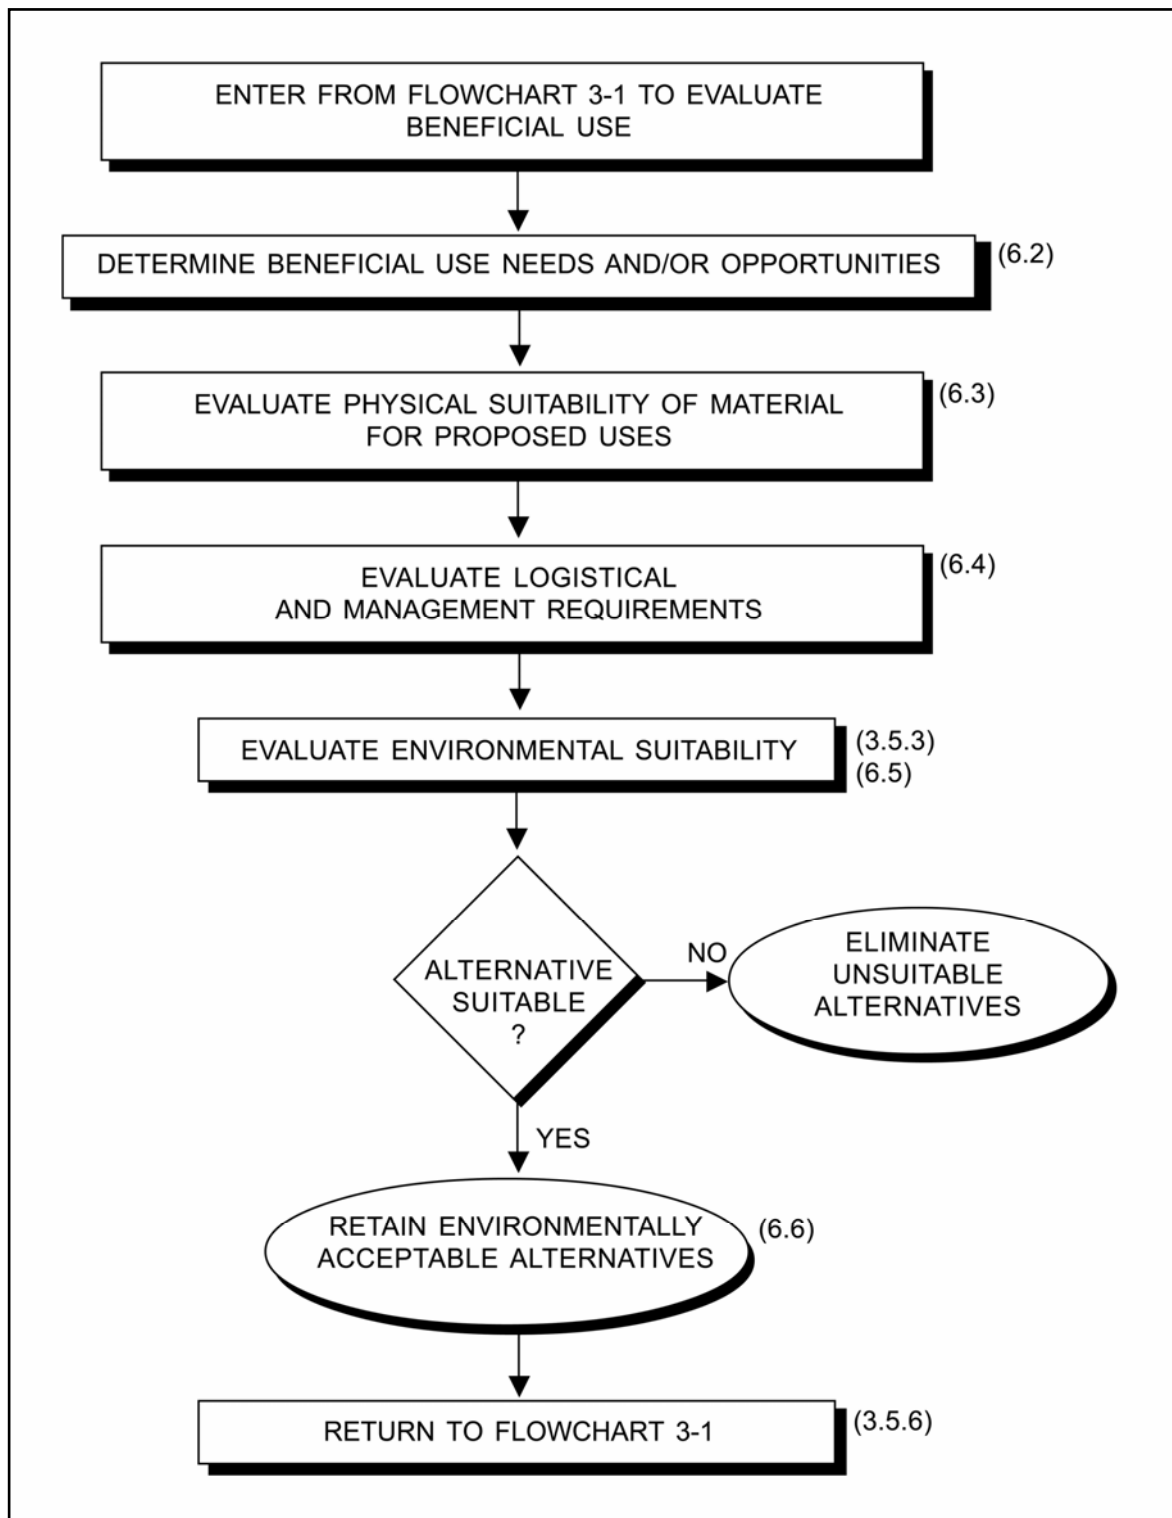 ENTER FROM FLOWCHART 3-1 TO EVALUATE
BENEFICIAL USE
DETERMINE BENEFICIAL USE NEEDS AND/OR OPPORTUNITIES
(6.2)
EVALUATE PHYSICAL SUITABILITY OF MATERIAL
FOR PROPOSED USES
(6.3)
EVALUATE LOGISTICAL
AND MANAGEMENT REQUIREMENTS
(6.4)
EVALUATE ENVIRONMENTAL SUITABILITY
(3.5.3)
(6.5)
ALTERNATIVE
SUITABLE
?
NO
ELIMINATE
UNSUITABLE
ALTERNATIVES
YES
RETAIN ENVIRONMENTALLY
ACCEPTABLE ALTERNATIVES
(6.6)
RETURN TO FLOWCHART 3-1
(3.5.6)